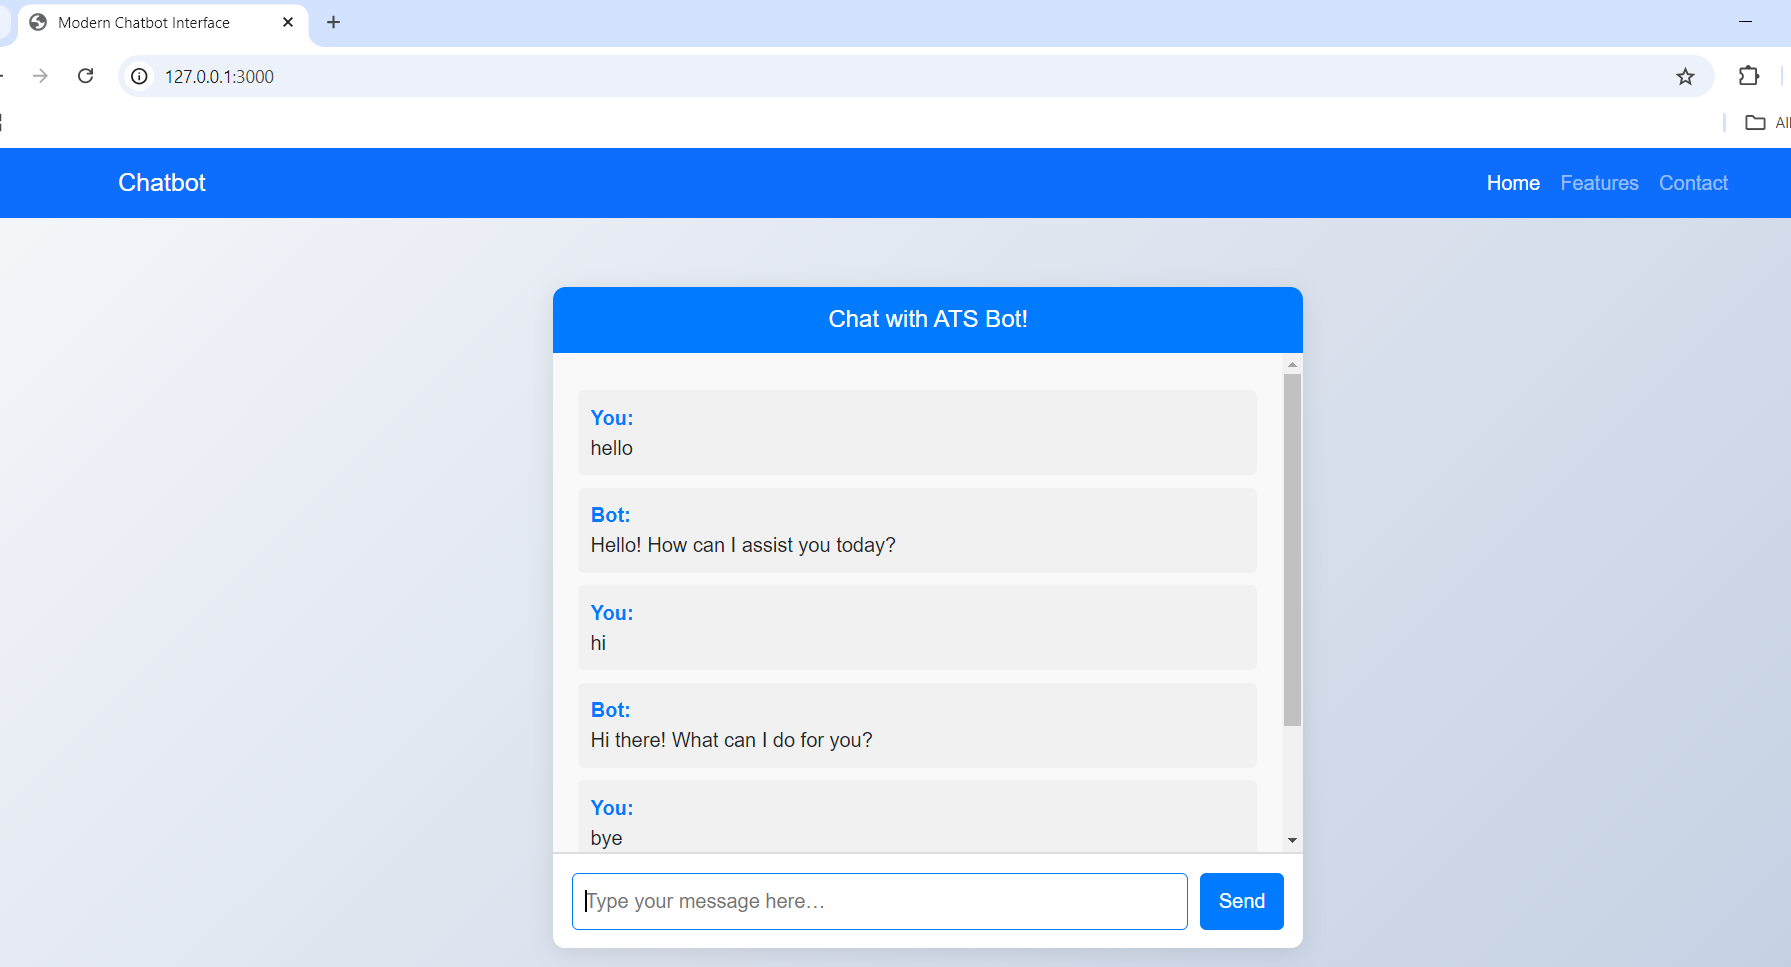 Modern Chatbot Interface
127.0.0.1:3000
All
Chatbot
Home Features Contact
Chat with ATS Bot!
You:
hello
Bot:
Hello! How can I assist you today?
You:
hi
Bot:
Hi there! What can I do for you?
You:
bye
Type your message here...
Send